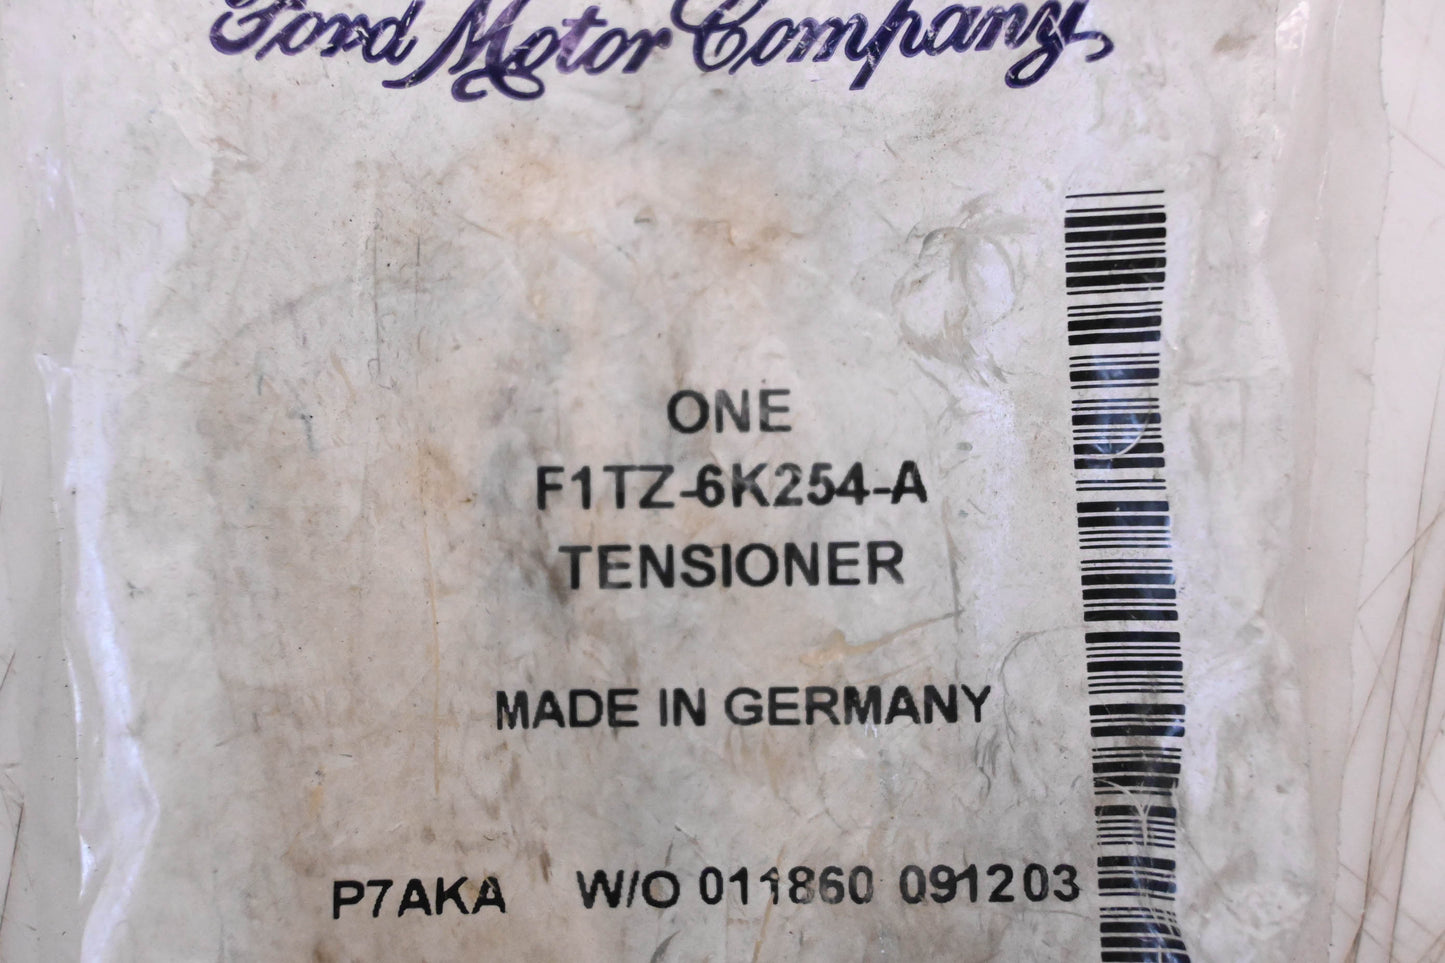 Ford Motor Company,
ONE
F1TZ-6K254-A
TENSIONER
MADE IN GERMANY
P7AKA W/O 011860 091203